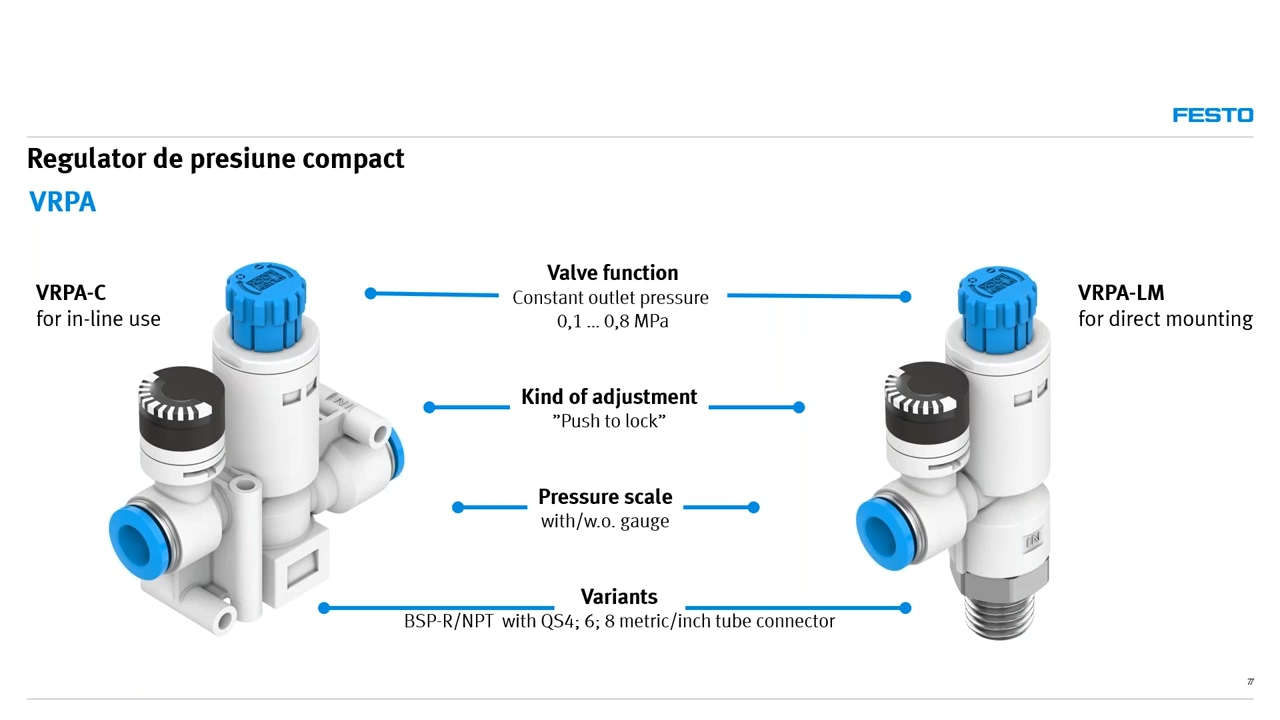 FESTO
Regulator de presiune compact
VRPA
VRPA-C
for in-line use
Valve function
Constant outlet pressure
0,1 ... 0,8 MPa
VRPA-LM
for direct mounting
Kind of adjustment
”Push to lock”
Pressure scale
with/w.o. gauge
Variants
BSP-R/NPT with QS4; 6; 8 metric/inch tube connector
IN
IN
77